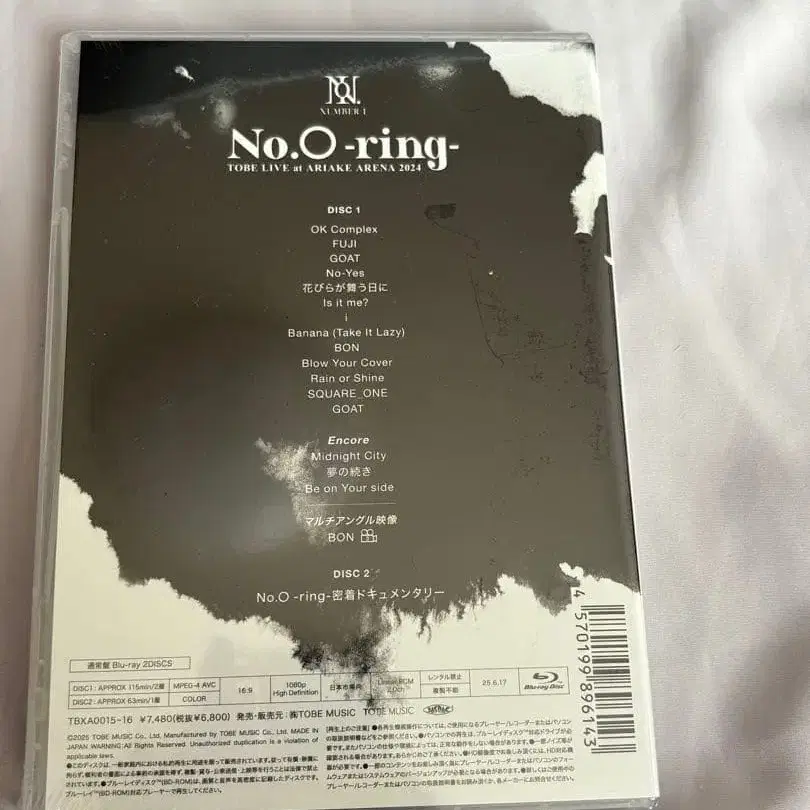 NUMBER I
No.O -ring-
TOBE LIVE at ARIAKE ARENA 2024
DISC 1
OK Complex
FUJI
GOAT
No-Yes
花びらが舞う日に
Is it me?
i
Banana (Take It Lazy)
BON
Blow Your Cover
Rain or Shine
SQUARE_ONE
GOAT
Encore
Midnight City
夢の続き
Be on Your side
マルチアングル映像
BON
DISC 2
No.O -ring-密着ドキュメンタリー
通常盤 Blu-ray 2DISCS
DISC1 : APPROX 115min/2層 MPEG-4 AVC
DISC2 : APPROX 63min/1層 COLOR
16:9
1080p High Definition
日本市場向
Linear PCM 2.0ch
レンタル禁止
複製不能
25.6.17
Blu-ray Disc
TBXA0015-16 ¥7,480(税抜¥6,800) 発売・販売元:㈱TOBE MUSIC TOBE MUSIC
©2025 TOBE MUSIC Co., Ltd. Manufactured by TOBE MUSIC Co., Ltd. MADE IN
JAPAN WARNING: All Rights Reserved. Unauthorized duplication is a violation of
applicable laws.
4570199896143